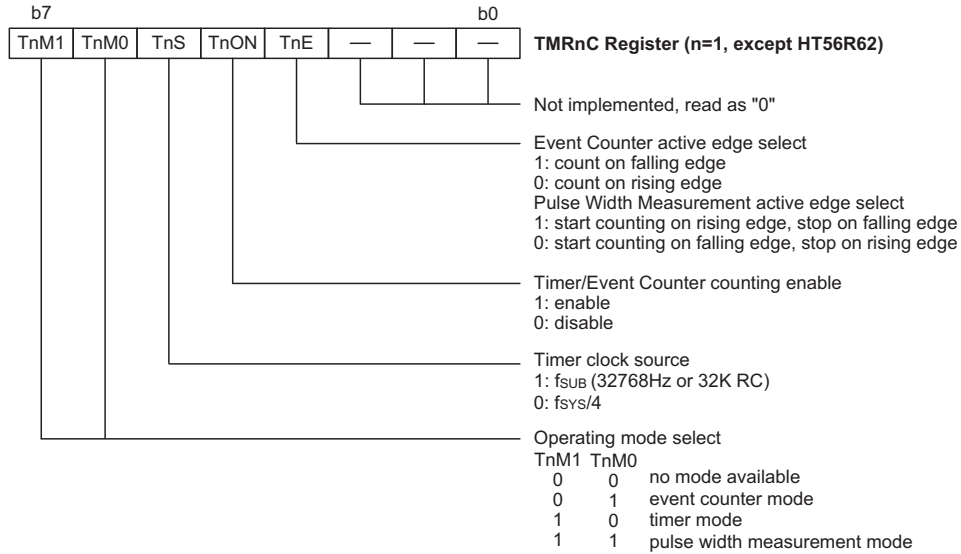 b7 b0
TnM1 TnM0 TnS TnON TnE — — — TMRnC Register (n=1, except HT56R62)
Not implemented, read as "0"
Event Counter active edge select
1: count on falling edge
0: count on rising edge
Pulse Width Measurement active edge select
1: start counting on rising edge, stop on falling edge
0: start counting on falling edge, stop on rising edge
Timer/Event Counter counting enable
1: enable
0: disable
Timer clock source
1: fSUB (32768Hz or 32K RC)
0: fSYS/4
Operating mode select
TnM1 TnM0
0 0 no mode available
0 1 event counter mode
1 0 timer mode
1 1 pulse width measurement mode